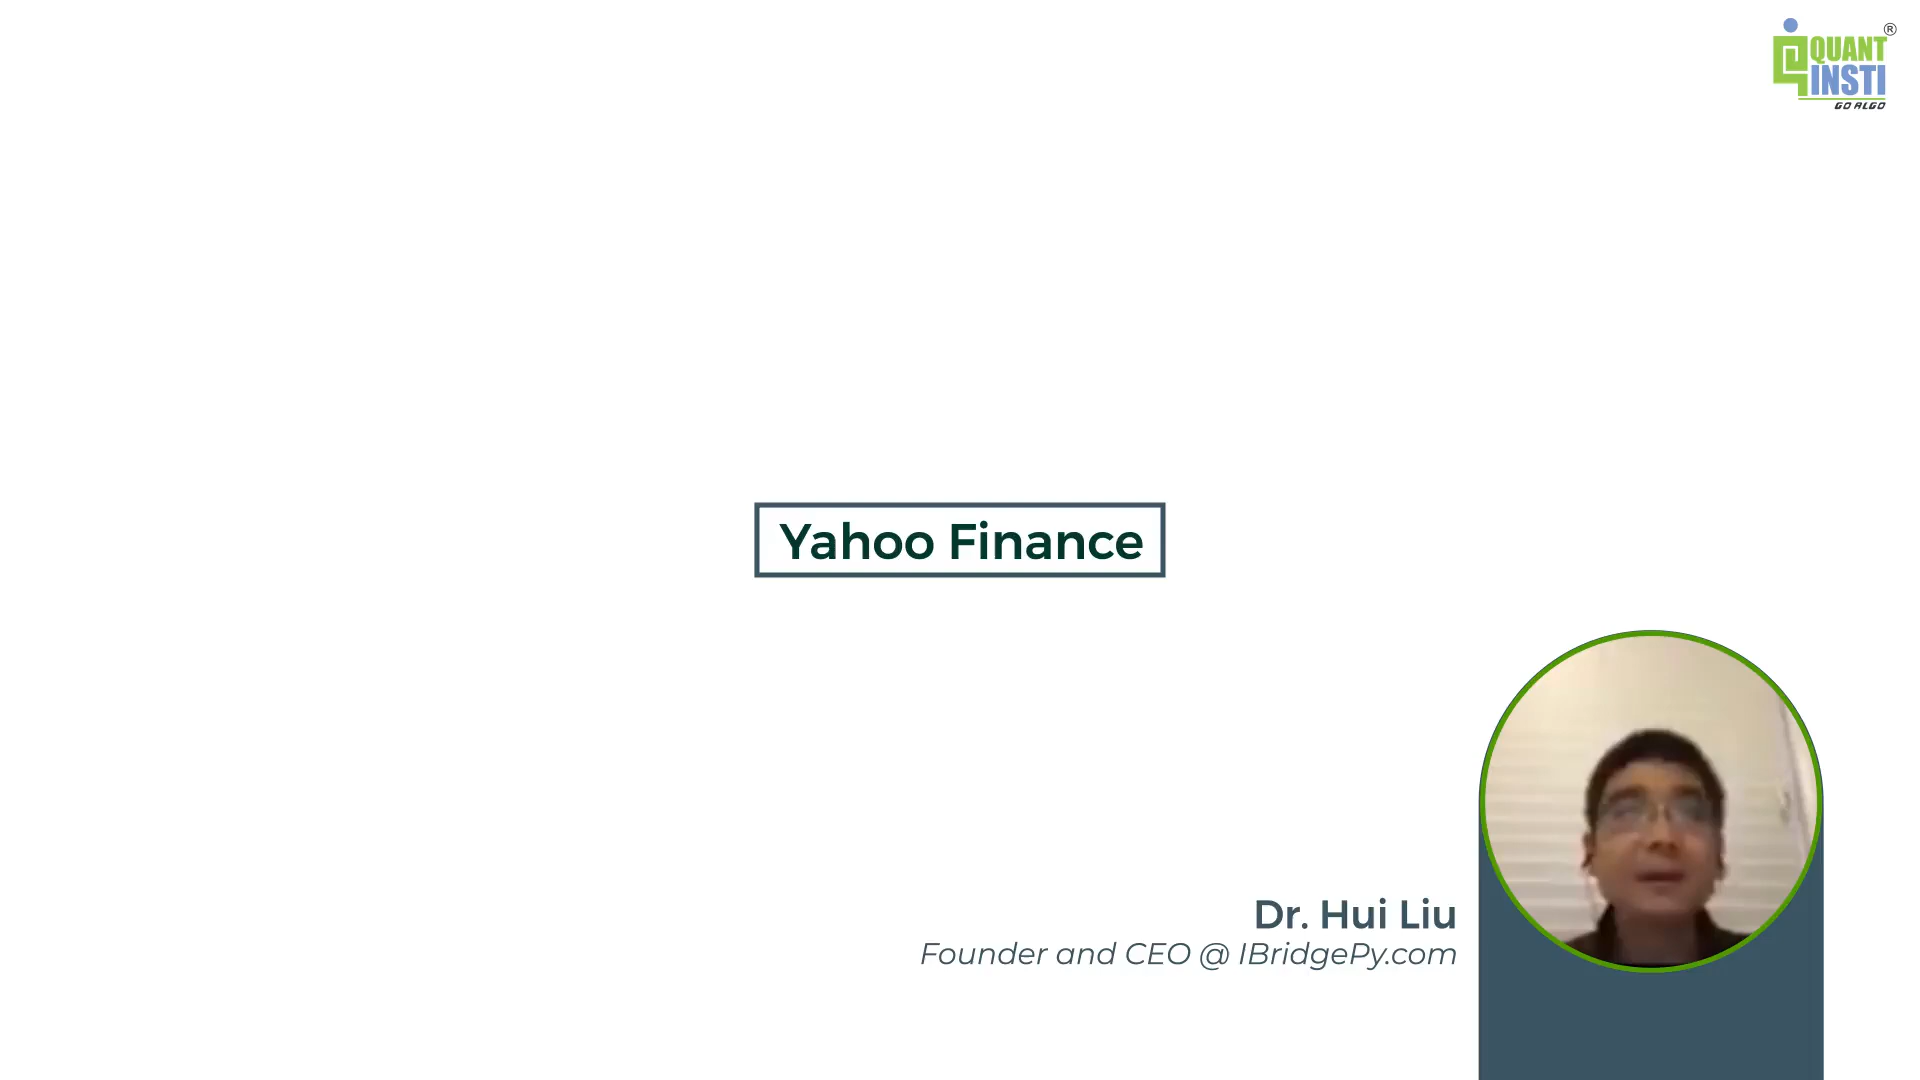 QUANT
INSTI
GO ALGO
®
Yahoo Finance
Dr. Hui Liu
Founder and CEO @ IBridgePy.com